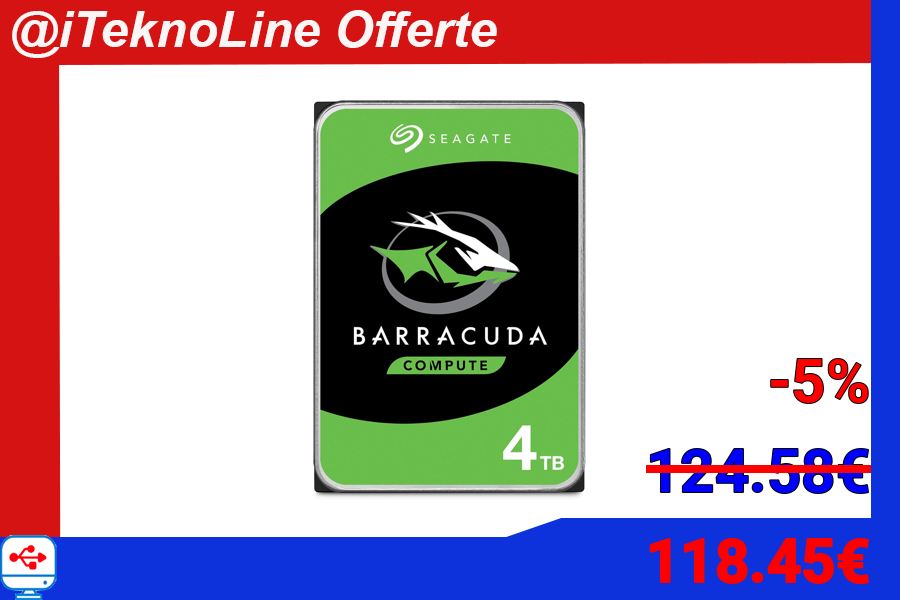 @iTeknoLine Offerte
SEAGATE
BARRACUDA
COMPUTE
4TB
-5%
124.58€
118.45€